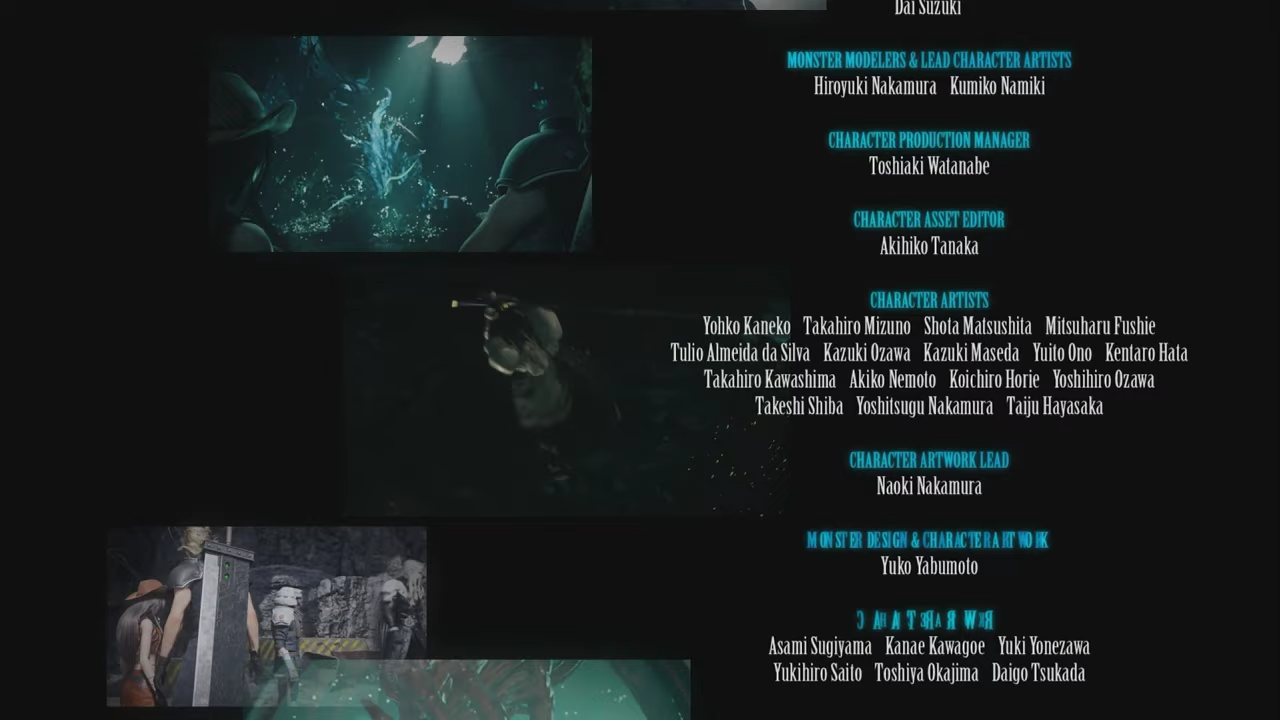 Dai Suzuki
MONSTER MODELERS & LEAD CHARACTER ARTISTS
Hiroyuki Nakamura Kumiko Namiki
CHARACTER PRODUCTION MANAGER
Toshiaki Watanabe
CHARACTER ASSET EDITOR
Akihiko Tanaka
CHARACTER ARTISTS
Yohko Kaneko Takahiro Mizuno Shota Matsushita Mitsuharu Fushie
Tulio Almeida da Silva Kazuki Ozawa Kazuki Maseda Yuito Ono Kentaro Hata
Takahiro Kawashima Akiko Nemoto Koichiro Horie Yoshihiro Ozawa
Takeshi Shiba Yoshitsugu Nakamura Taiju Hayasaka
CHARACTER ARTWORK LEAD
Naoki Nakamura
MONSTER DESIGN & CHARACTER ARTWORK
Yuko Yabumoto
Asami Sugiyama Kanae Kawagoe Yuki Yonezawa
Yukihiro Saito Toshiya Okajima Daigo Tsukada